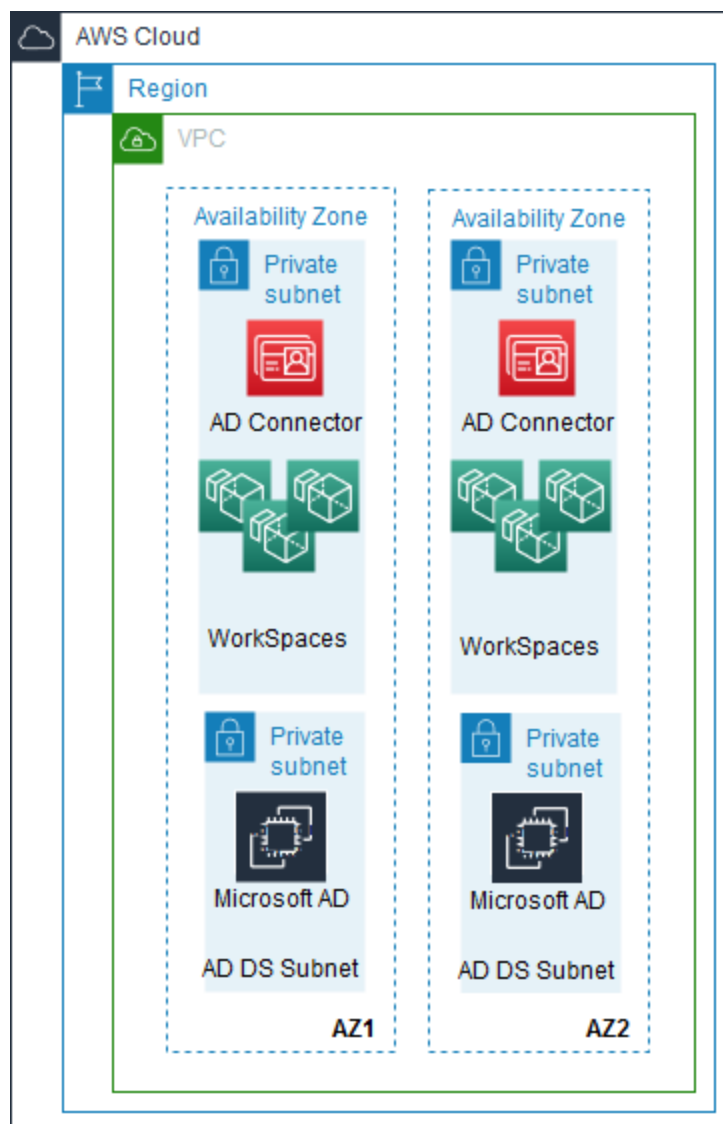 AWS Cloud
Region
VPC
Availability Zone
Private
subnet
AD Connector
WorkSpaces
Private
subnet
Microsoft AD
AD DS Subnet
AZ1
Availability Zone
Private
subnet
AD Connector
WorkSpaces
Private
subnet
Microsoft AD
AD DS Subnet
AZ2